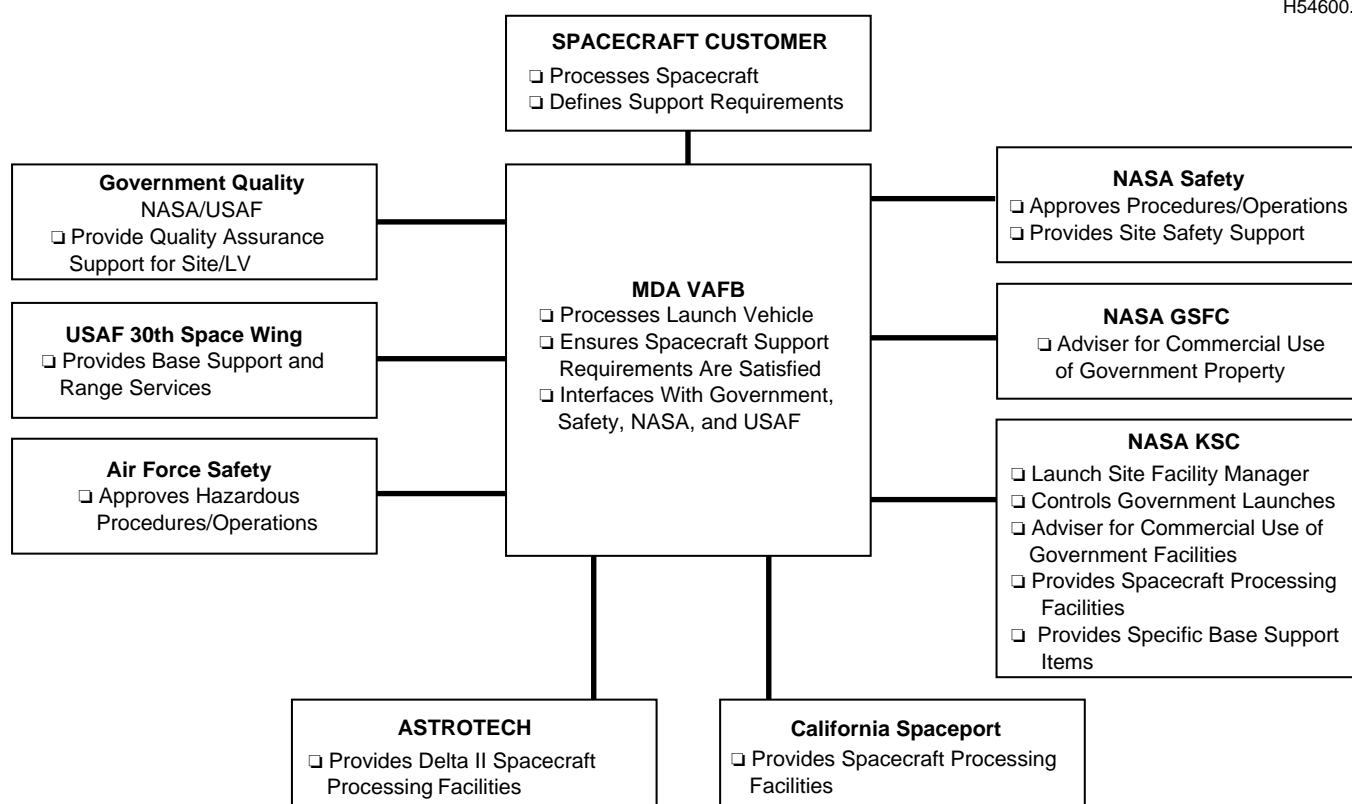 H54600.
SPACECRAFT CUSTOMER
❏ Processes Spacecraft
❏ Defines Support Requirements
Government Quality
NASA/USAF
❏ Provide Quality Assurance
Support for Site/LV
USAF 30th Space Wing
❏ Provides Base Support and
Range Services
Air Force Safety
❏ Approves Hazardous
Procedures/Operations
MDA VAFB
❏ Processes Launch Vehicle
❏ Ensures Spacecraft Support
Requirements Are Satisfied
❏ Interfaces With Government,
Safety, NASA, and USAF
NASA Safety
❏ Approves Procedures/Operations
❏ Provides Site Safety Support
NASA GSFC
❏ Adviser for Commercial Use
of Government Property
NASA KSC
❏ Launch Site Facility Manager
❏ Controls Government Launches
❏ Adviser for Commercial Use of
Government Facilities
❏ Provides Spacecraft Processing
Facilities
❏ Provides Specific Base Support
Items
ASTROTECH
❏ Provides Delta II Spacecraft
Processing Facilities
California Spaceport
❏ Provides Spacecraft Processing
Facilities